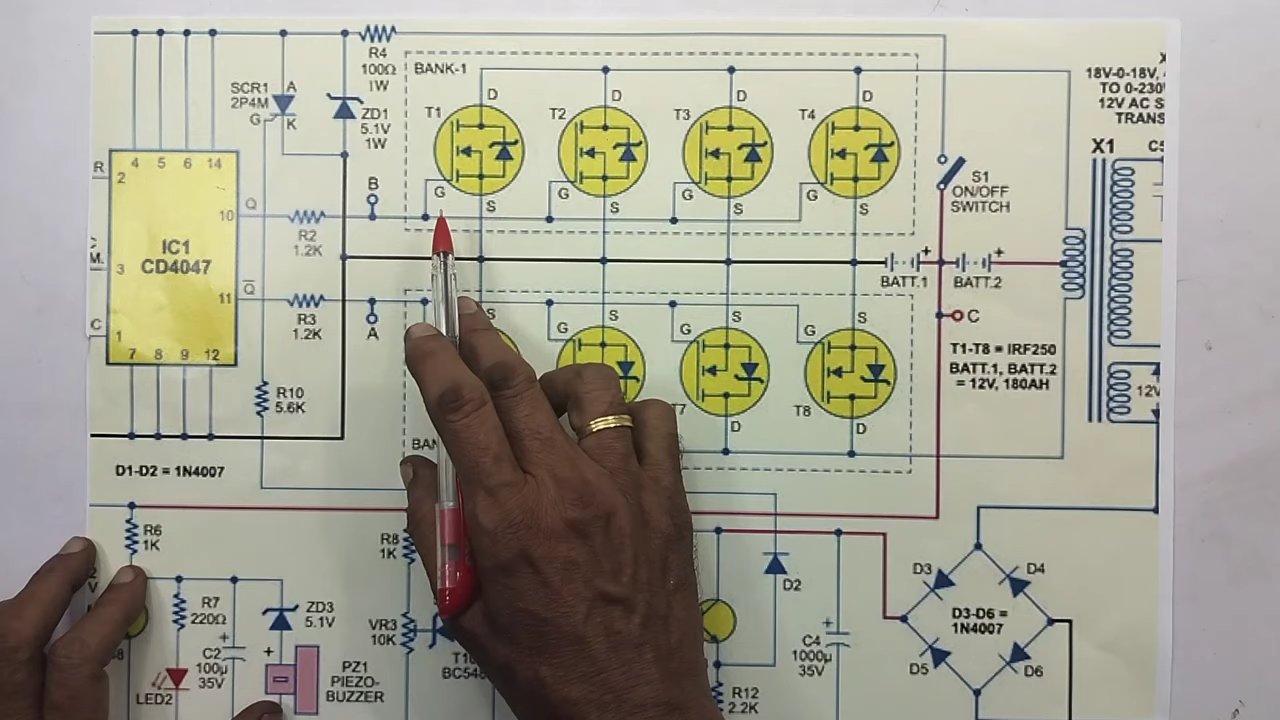 R4
100Ω
1W
BANK-1
SCR1
2P4M
A
G
K
ZD1
5.1V
1W
T1
D
G
S
T2
D
G
S
T3
D
G
S
T4
D
G
S
18V-0-18V,
TO 0-230
12V AC S
TRANS
X1
S1
ON/OFF
SWITCH
R
2
4
5
6
14
IC1
CD4047
10
Q
R2
1.2K
B
M.
3
11
Q
R3
1.2K
A
C
1
7
8
9
12
BATT.1
+
BATT.2
+
C
T1-T8 = IRF250
BATT.1, BATT.2
= 12V, 180AH
S
G
S
G
S
T7
D
G
S
T8
D
12V
R10
5.6K
BAN
D1-D2 = 1N4007
R6
1K
R7
220Ω
LED2
+
C2
100µ
35V
ZD3
5.1V
+
PZ1
PIEZO-
BUZZER
R8
1K
VR3
10K
BC548
D2
R12
2.2K
+
C4
1000µ
35V
D3
D4
D3-D6 =
1N4007
D5
D6